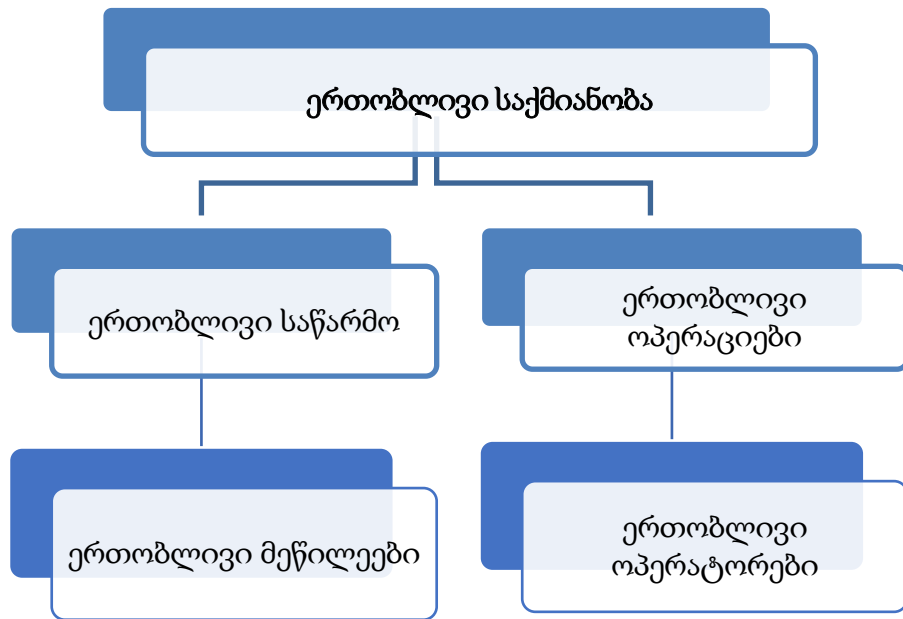 ერთობლივი საქმიანობა
ერთობლივი საწარმო
ერთობლივი
ოპერაციები
ერთობლივი მეწილეები
ერთობლივი
ოპერატორები